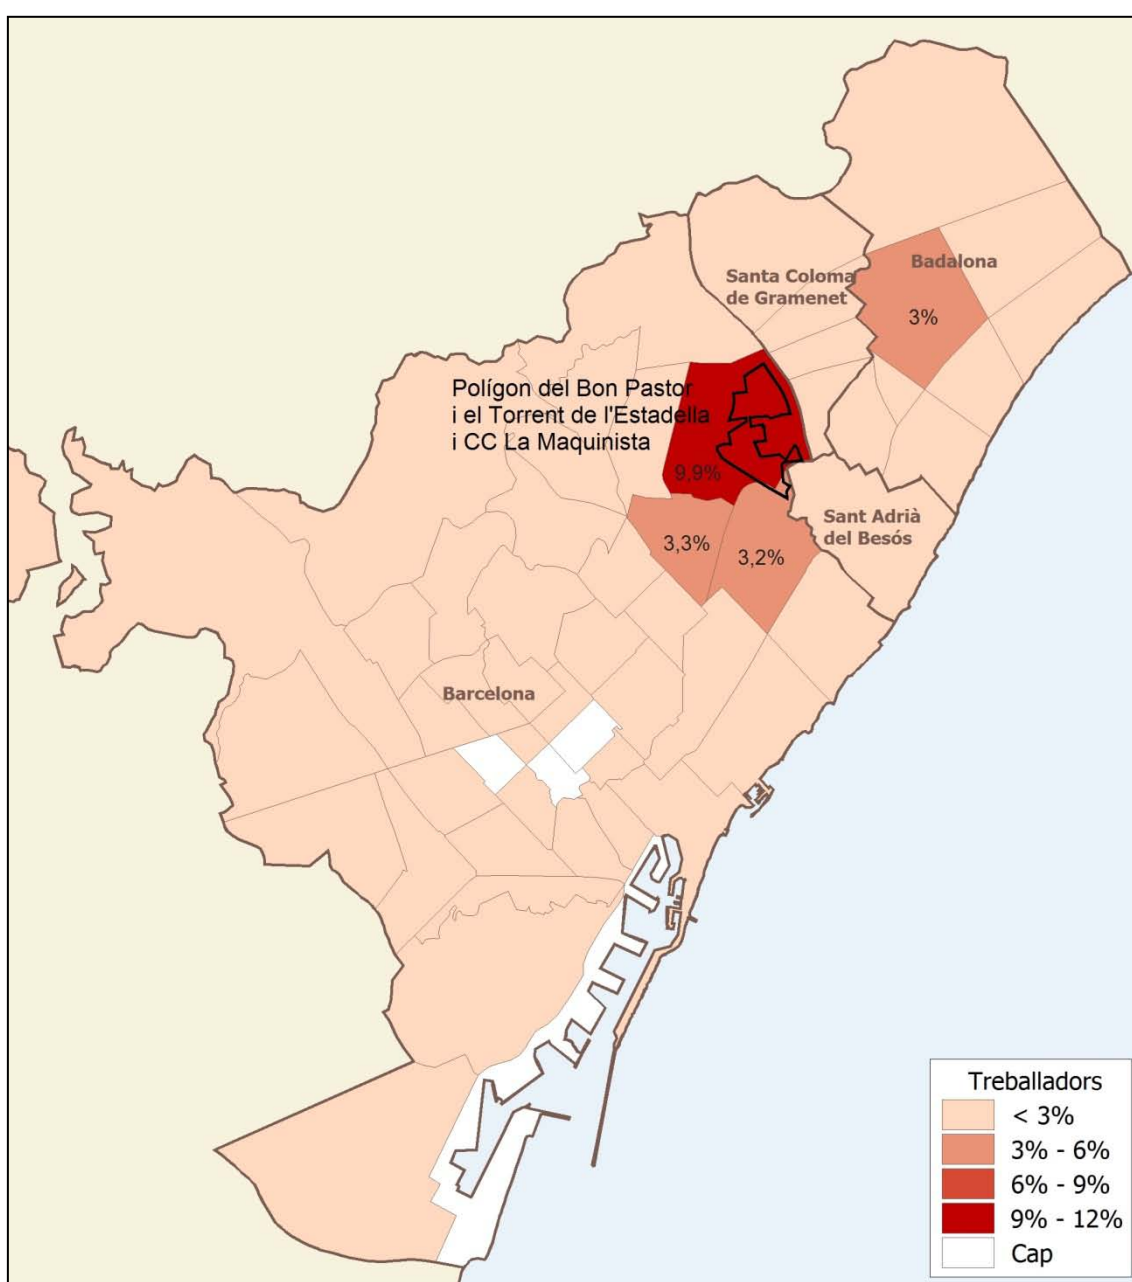 Santa Coloma
de Gramenet
Badalona
3%
Polígon del Bon Pastor
i el Torrent de l'Estadella
i CC La Maquinista
9,9%
Sant Adrià
del Besós
3,3%
3,2%
Barcelona
Treballadors
< 3%
3% - 6%
6% - 9%
9% - 12%
Cap